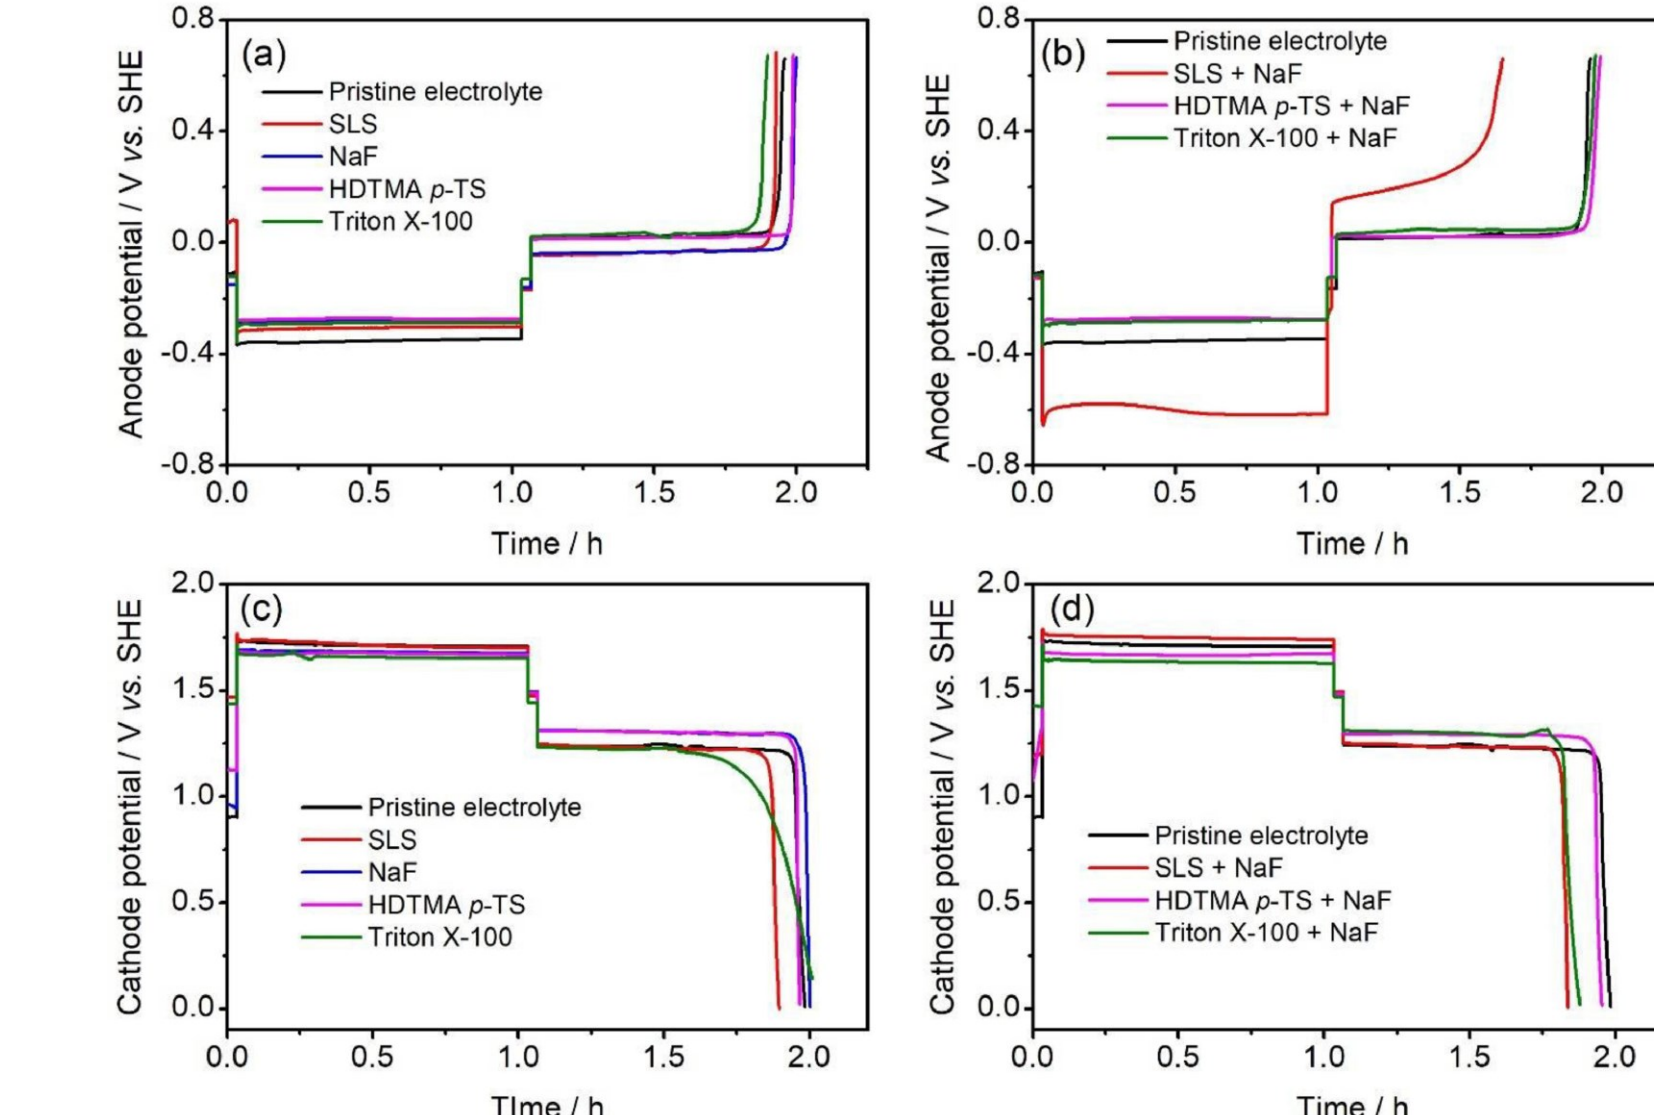 (a)
Anode potential / V vs. SHE
0.8
0.4
0.0
-0.4
-0.8
Pristine electrolyte
SLS
NaF
HDTMA p-TS
Triton X-100
0.0 0.5 1.0 1.5 2.0
Time / h
(b)
Anode potential / V vs. SHE
0.8
0.4
0.0
-0.4
-0.8
Pristine electrolyte
SLS + NaF
HDTMA p-TS + NaF
Triton X-100 + NaF
0.0 0.5 1.0 1.5 2.0
Time / h
(c)
Cathode potential / V vs. SHE
2.0
1.5
1.0
0.5
0.0
Pristine electrolyte
SLS
NaF
HDTMA p-TS
Triton X-100
0.0 0.5 1.0 1.5 2.0
TIme / h
(d)
Cathode potential / V vs. SHE
2.0
1.5
1.0
0.5
0.0
Pristine electrolyte
SLS + NaF
HDTMA p-TS + NaF
Triton X-100 + NaF
0.0 0.5 1.0 1.5 2.0
Time / h